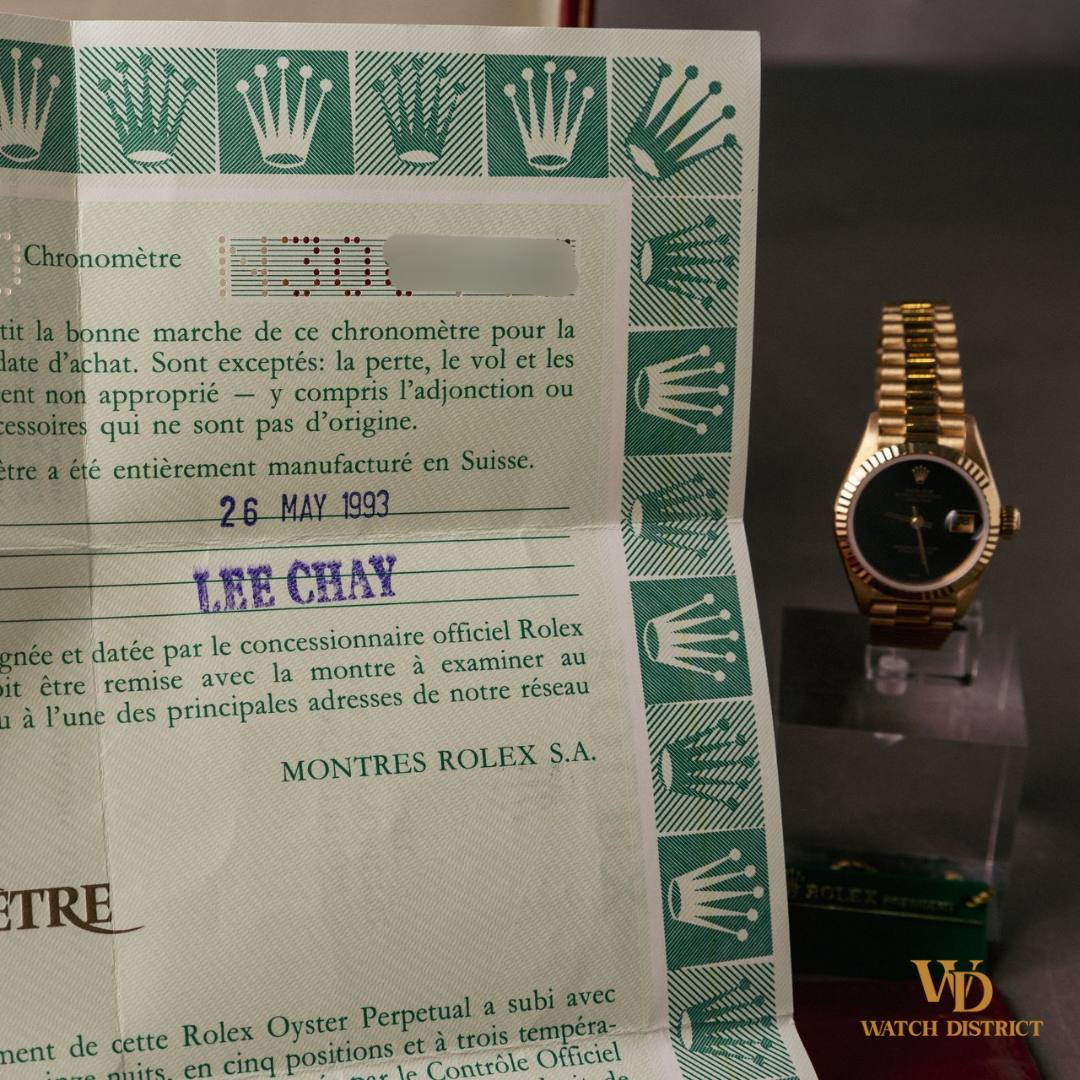 Chronomètre
tit la bonne marche de ce chronomètre pour la
date d'achat. Sont exceptés: la perte, le vol et les
ent non approprié — y compris l'adjonction ou
cessoires qui ne sont pas d'origine.
ètre a été entièrement manufacturé en Suisse.
26 MAY 1993
LEE CHAY
gnée et datée par le concessionnaire officiel Rolex
oit être remise avec la montre à examiner au
u à l'une des principales adresses de notre réseau
MONTRES ROLEX S.A.
ÈTRE
ment de cette Rolex Oyster Perpetual a subi avec
nuits, en cinq positions et à trois tempéra-
par le Contrôle Officiel
ROLEX PRESIDENT
WD
WATCH DISTRICT